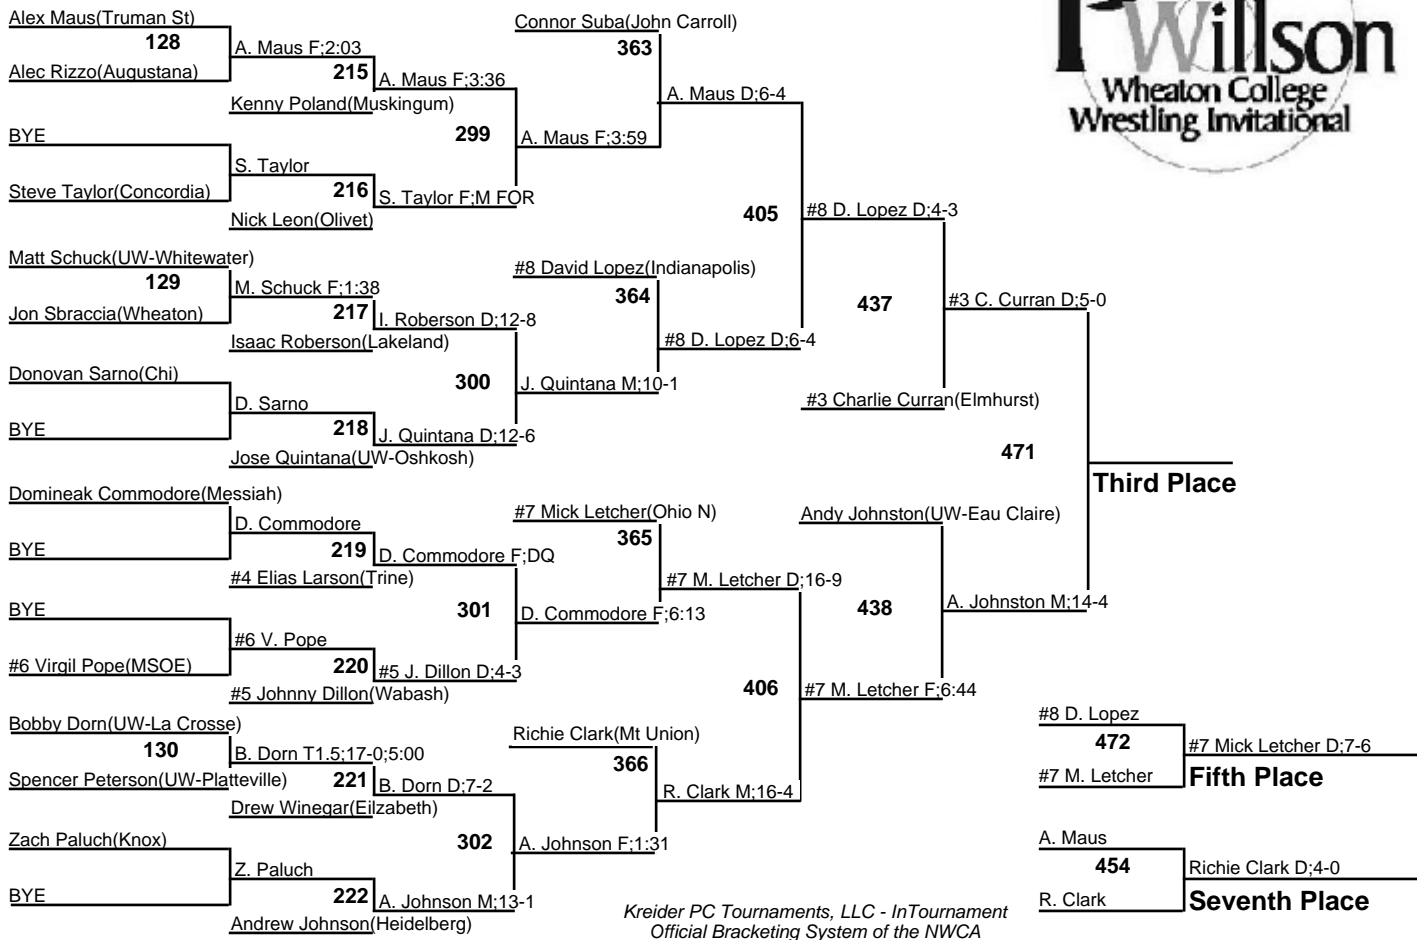 Alex Maus(Truman St)
128
Alec Rizzo(Augustana)
A. Maus F;2:03
215
Kenny Poland(Muskingum)
A. Maus F;3:36
BYE
Steve Taylor(Concordia)
S. Taylor
216
Nick Leon(Olivet)
S. Taylor F;M FOR
299
A. Maus F;3:59
Connor Suba(John Carroll)
363
A. Maus D;6-4
Matt Schuck(UW-Whitewater)
129
Jon Sbraccia(Wheaton)
M. Schuck F;1:38
217
Isaac Roberson(Lakeland)
I. Roberson D;12-8
Donovan Sarno(Chi)
BYE
D. Sarno
218
Jose Quintana(UW-Oshkosh)
J. Quintana D;12-6
300
J. Quintana M;10-1
#8 David Lopez(Indianapolis)
364
#8 D. Lopez D;6-4
405
#8 D. Lopez D;4-3
437
#3 Charlie Curran(Elmhurst)
#3 C. Curran D;5-0
Domineak Commodore(Messiah)
BYE
D. Commodore
219
#4 Elias Larson(Trine)
D. Commodore F;DQ
BYE
#6 Virgil Pope(MSOE)
#6 V. Pope
220
#5 Johnny Dillon(Wabash)
#5 J. Dillon D;4-3
301
D. Commodore F;6:13
#7 Mick Letcher(Ohio N)
365
#7 M. Letcher D;16-9
Bobby Dorn(UW-La Crosse)
130
Spencer Peterson(UW-Platteville)
B. Dorn T1.5;17-0;5:00
221
Drew Winegar(Eilzabeth)
B. Dorn D;7-2
Zach Paluch(Knox)
BYE
Z. Paluch
222
Andrew Johnson(Heidelberg)
A. Johnson M;13-1
302
A. Johnson F;1:31
Richie Clark(Mt Union)
366
R. Clark M;16-4
406
#7 M. Letcher F;6:44
Andy Johnston(UW-Eau Claire)
438
A. Johnston M;14-4
471
Third Place
#8 D. Lopez
472
#7 M. Letcher
#7 Mick Letcher D;7-6
Fifth Place
A. Maus
454
R. Clark
Richie Clark D;4-0
Seventh Place
Willson
Wheaton College
Wrestling Invitational
Kreider PC Tournaments, LLC - InTournament
Official Bracketing System of the NWCA